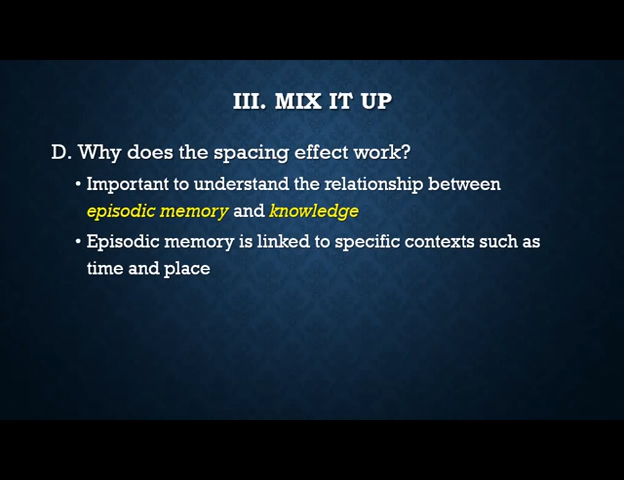 III. MIX IT UP
D. Why does the spacing effect work?
• Important to understand the relationship between
episodic memory and knowledge
• Episodic memory is linked to specific contexts such as
time and place